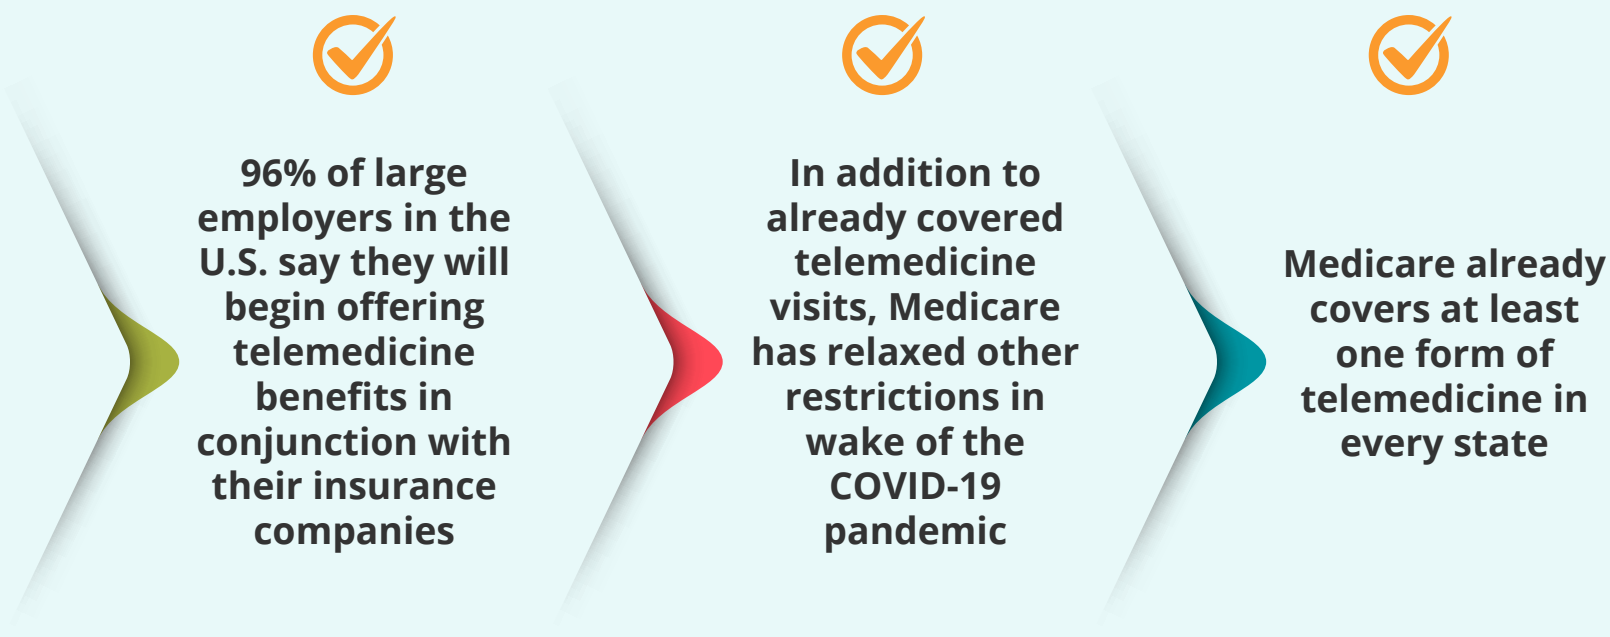 96% of large
employers in the
U.S. say they will
begin offering
telemedicine
benefits in
conjunction with
their insurance
companies
In addition to
already covered
telemedicine
visits, Medicare
has relaxed other
restrictions in
wake of the
COVID-19
pandemic
Medicare already
covers at least
one form of
telemedicine in
every state